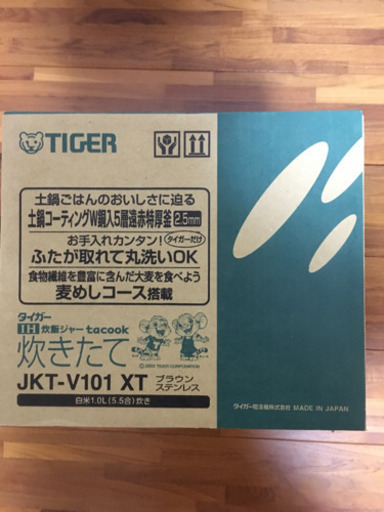 TIGER
土鍋ごはんのおいしさに迫る
土鍋コーティングW銅入5層遠赤特厚釜 2.5mm
お手入れカンタン! タイガーだけ
ふたが取れて丸洗いOK
食物繊維を豊富に含んだ大麦を食べよう
麦めしコース搭載
タイガー
IH 炊飯ジャー tacook
炊きたて
JKT-V101 XT ブラウン
ステンレス
白米1.0L(5.5合)炊き
タイガー魔法瓶株式会社 MADE IN JAPAN